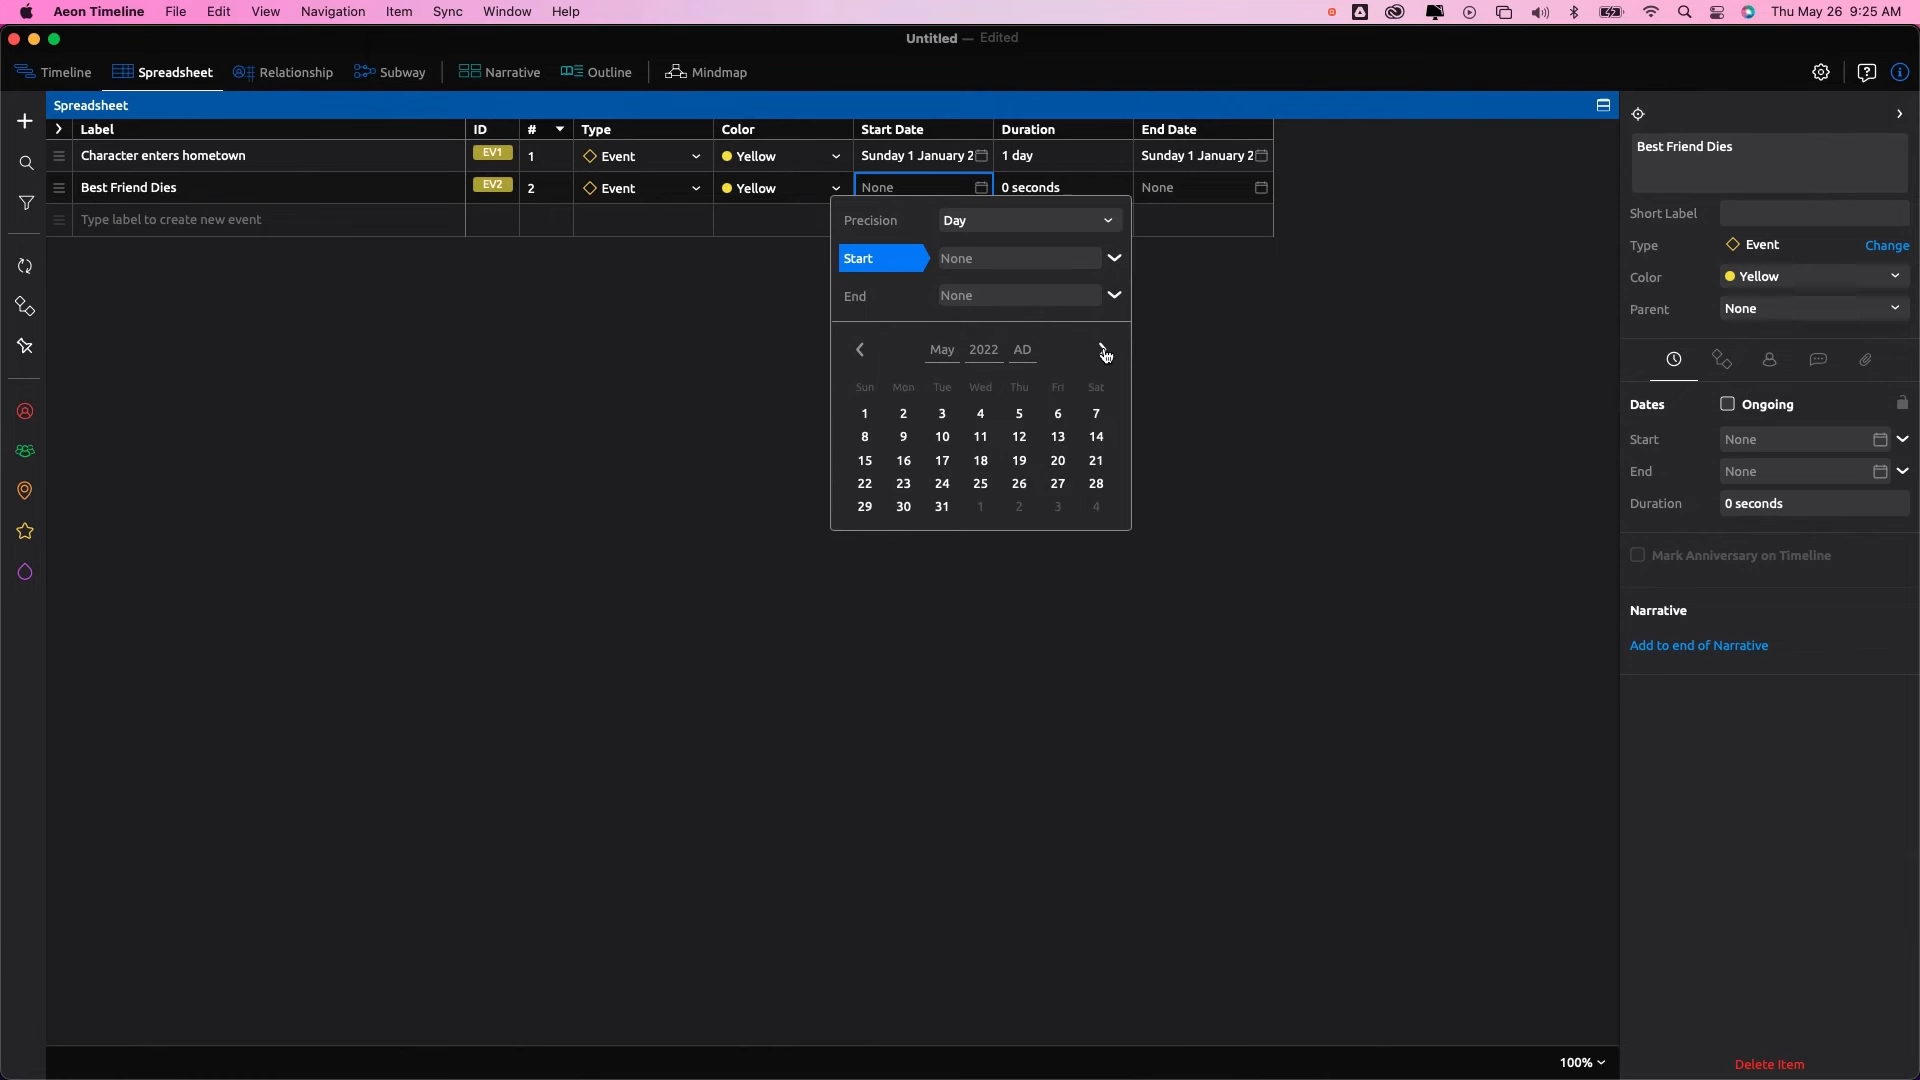 Aeon Timeline File Edit View Navigation Item Sync Window Help Thu May 26 9:25 AM
Untitled — Edited
Timeline Spreadsheet Relationship Subway Narrative Outline Mindmap
Spreadsheet
Label ID # Type Color Start Date Duration End Date
Character enters hometown EV1 1 Event Yellow Sunday 1 January 2 1 day Sunday 1 January 2
Best Friend Dies EV2 2 Event Yellow None 0 seconds None
Type label to create new event
Precision Day
Start None
End None
May 2022 AD
Sun Mon Tue Wed Thu Fri Sat
1 2 3 4 5 6 7
8 9 10 11 12 13 14
15 16 17 18 19 20 21
22 23 24 25 26 27 28
29 30 31 1 2 3 4
Best Friend Dies
Short Label
Type Event Change
Color Yellow
Parent None
Dates Ongoing
Start None
End None
Duration 0 seconds
Mark Anniversary on Timeline
Narrative
Add to end of Narrative
100%
Delete Item